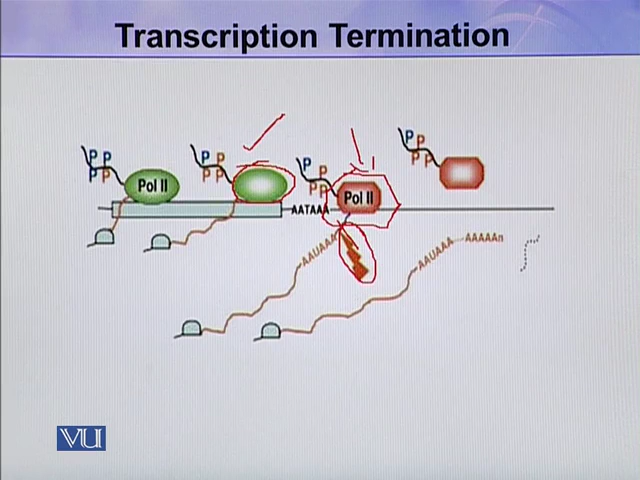 Transcription Termination
P P
P P
Pol II
P P
P P
AATAAA
P P
P P
Pol II
P P
P P
AAUAAA
AAUAAA
AAAAAn
VU